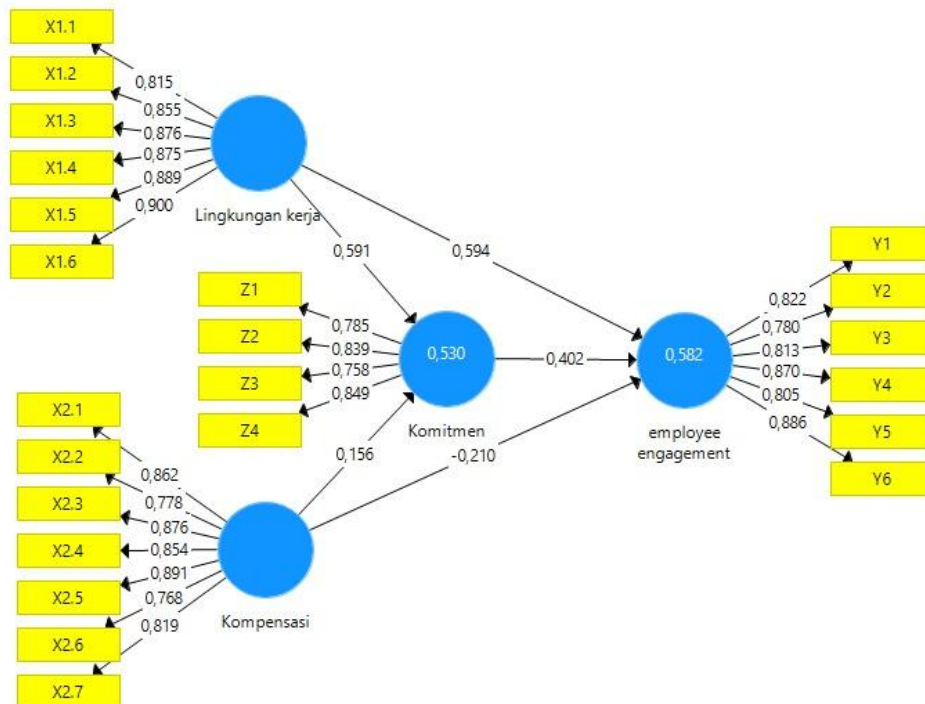 X1.1
X1.2
X1.3
X1.4
X1.5
X1.6
0,815
0,855
0,876
0,875
0,889
0,900
Lingkungan kerja
0,591
0,594
Z1
Z2
Z3
Z4
0,785
0,839
0,758
0,849
0,530
Komitmen
0,402
0,582
employee
engagement
Y1
Y2
Y3
Y4
Y5
Y6
0,822
0,780
0,813
0,870
0,805
0,886
0,156
-0,210
X2.1
X2.2
X2.3
X2.4
X2.5
X2.6
X2.7
0,862
0,778
0,876
0,854
0,891
0,768
0,819
Kompensasi